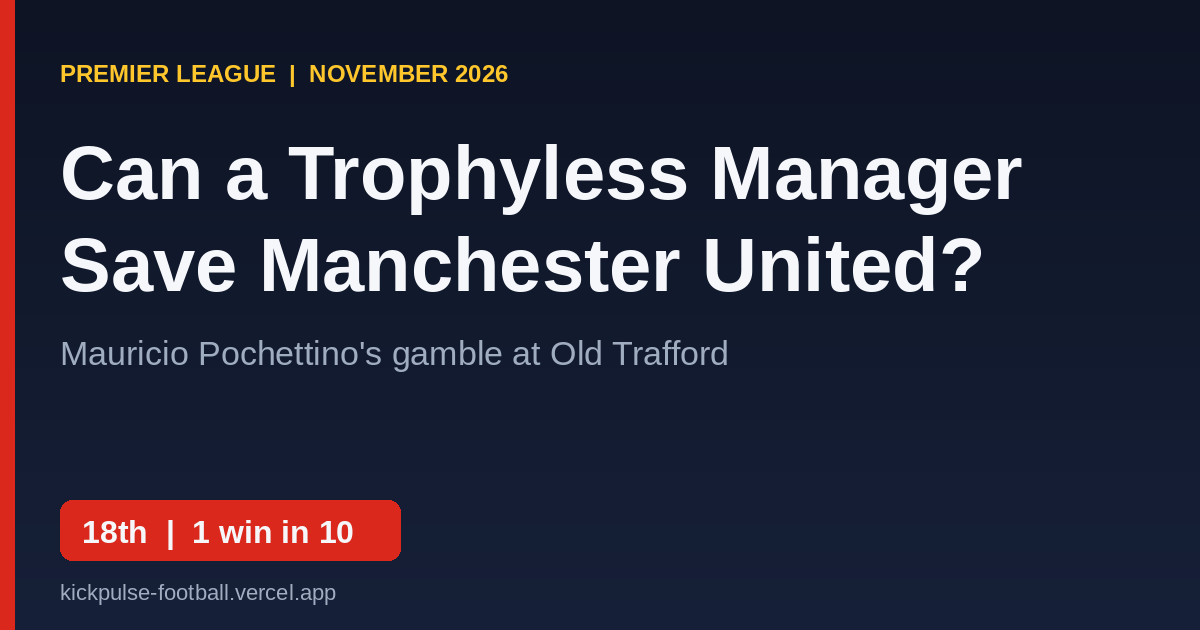 PREMIER LEAGUE | NOVEMBER 2026
Can a Trophyless Manager
Save Manchester United?
Mauricio Pochettino's gamble at Old Trafford
18th | 1 win in 10
kickpulse-football.vercel.app